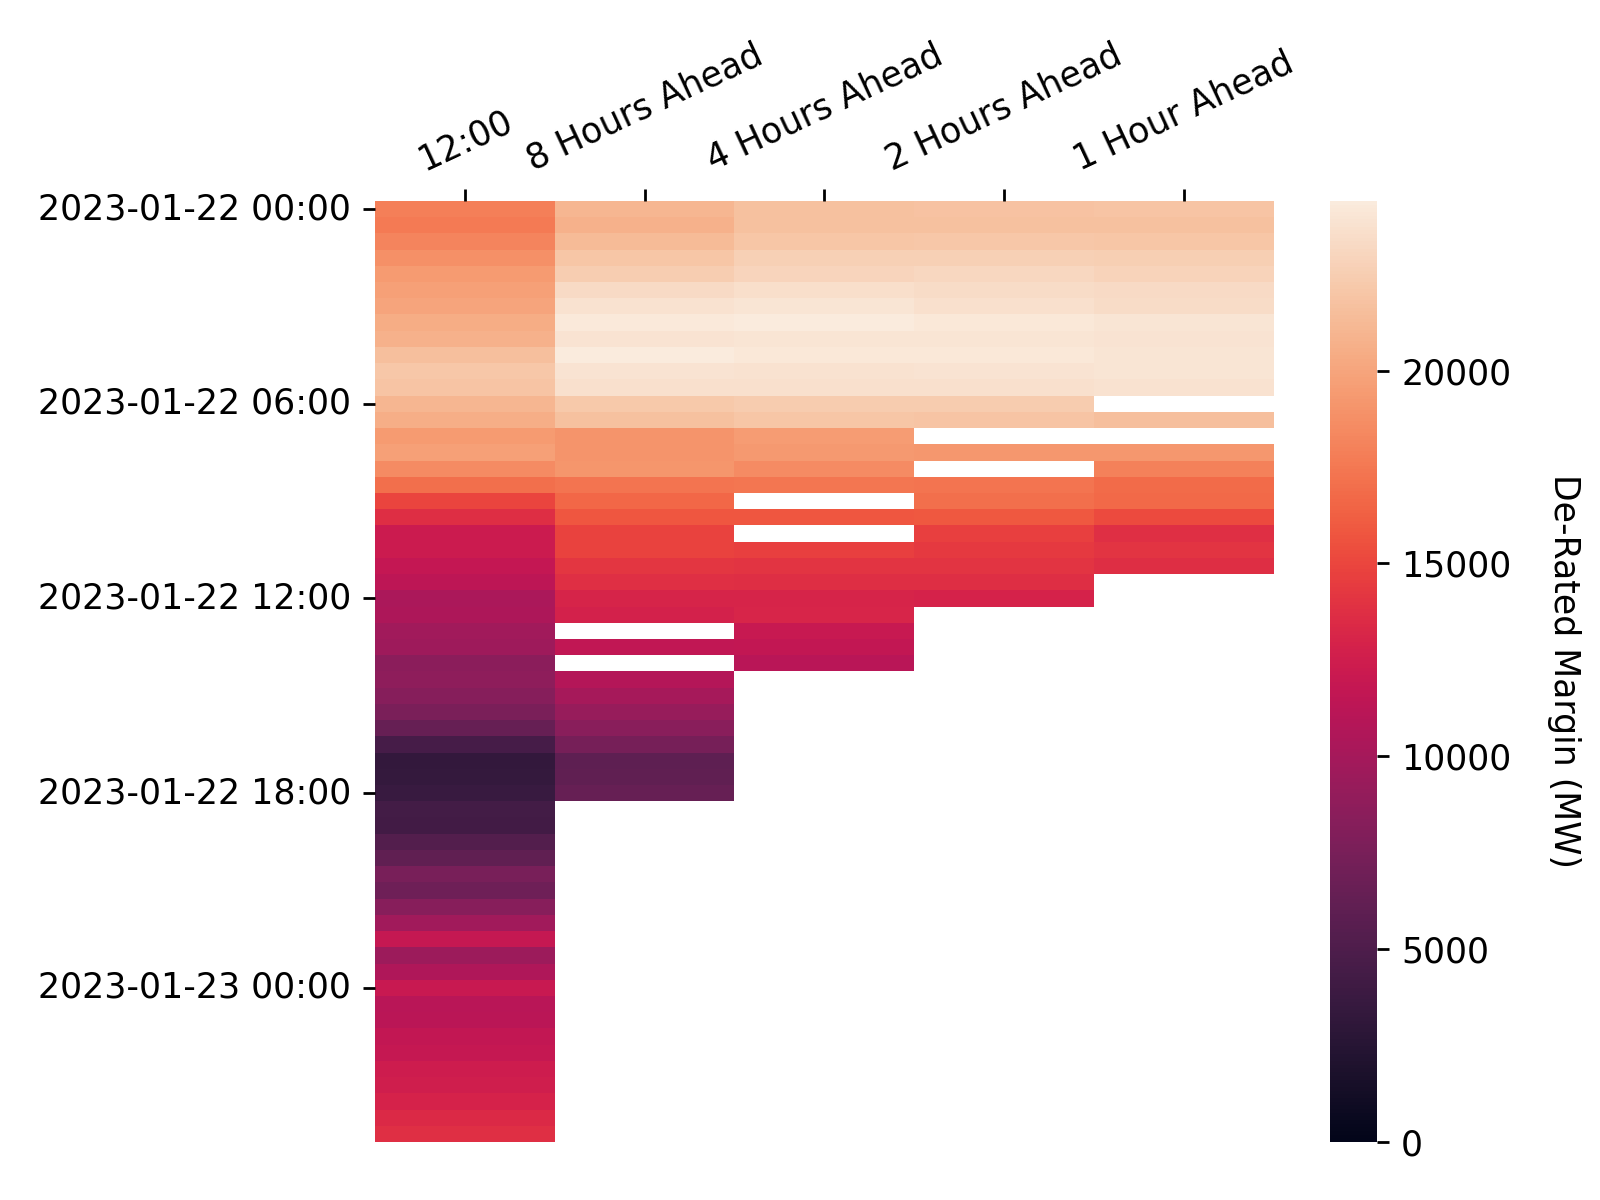 12:00
8 Hours Ahead
4 Hours Ahead
2 Hours Ahead
1 Hour Ahead
2023-01-22 00:00
2023-01-22 06:00
2023-01-22 12:00
2023-01-22 18:00
2023-01-23 00:00
20000
15000
10000
5000
0
De-Rated Margin (MW)